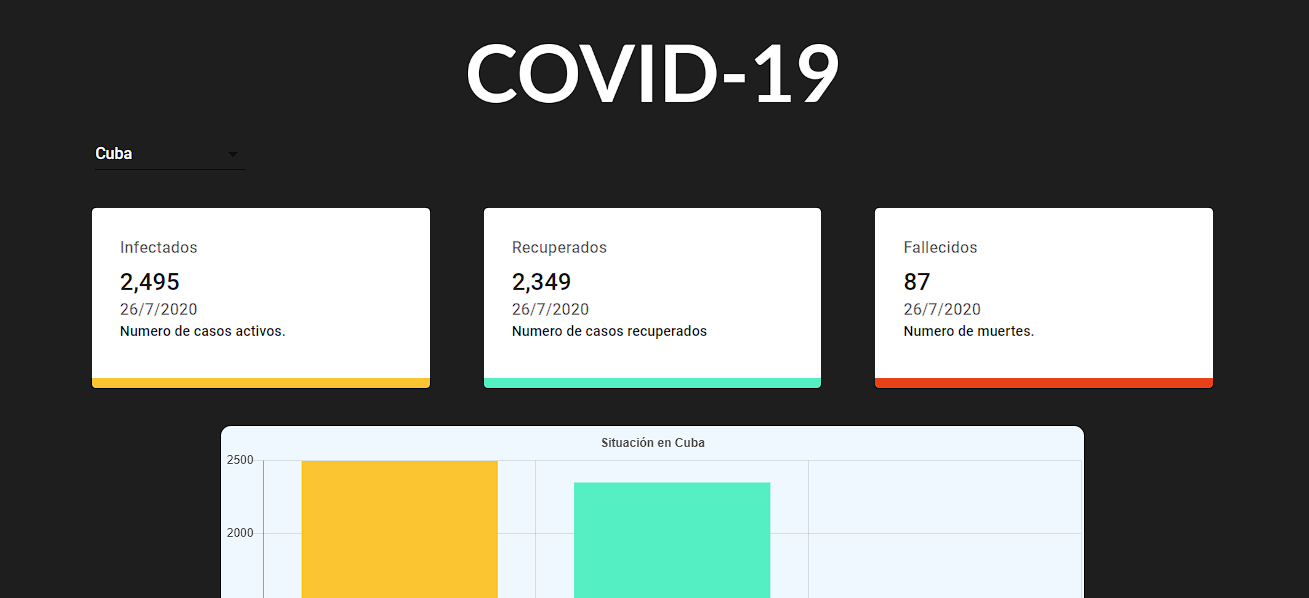 COVID-19
Cuba
Infectados
2,495
26/7/2020
Numero de casos activos.
Recuperados
2,349
26/7/2020
Numero de casos recuperados
Fallecidos
87
26/7/2020
Numero de muertes.
Situación en Cuba
2500
2000